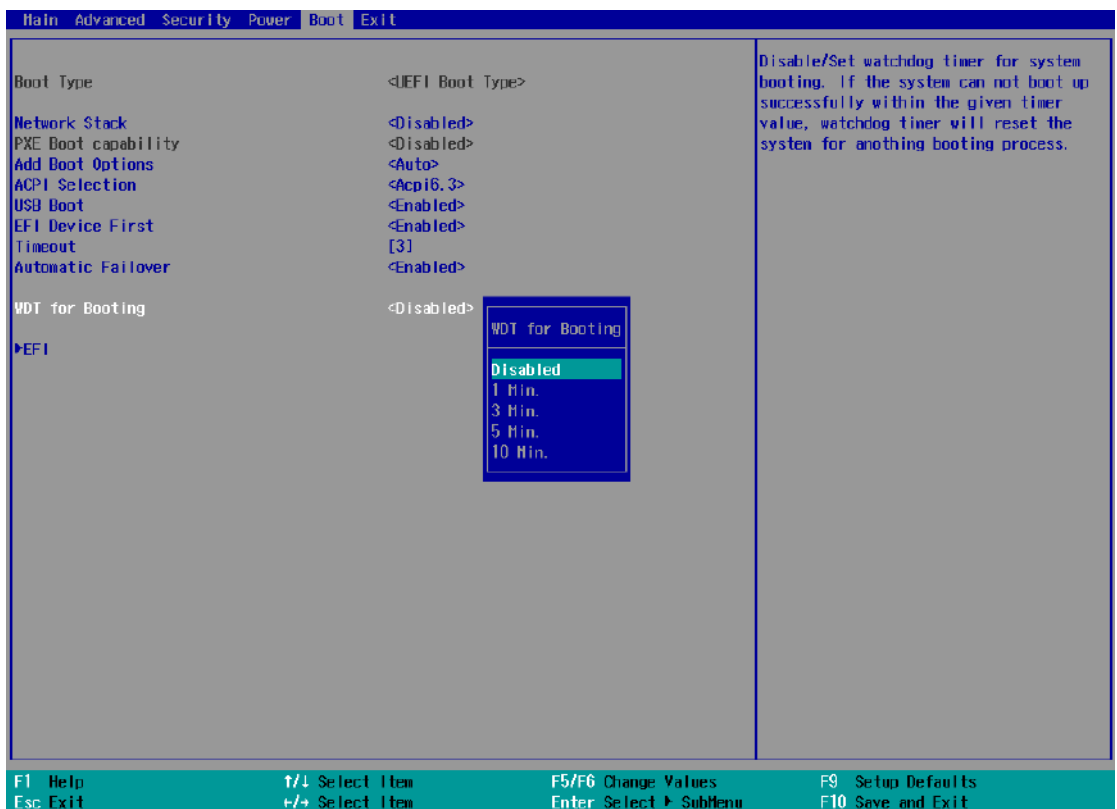 Main Advanced Security Power Boot Exit
Boot Type <UEFI Boot Type>
Network Stack <Disabled>
PXE Boot capability <Disabled>
Add Boot Options <Auto>
ACPI Selection <Acpi6.3>
USB Boot <Enabled>
EFI Device First <Enabled>
Timeout [3]
Automatic Failover <Enabled>
WDT for Booting <Disabled>
▶EFI
WDT for Booting
Disabled
1 Min.
3 Min.
5 Min.
10 Min.
Disable/Set watchdog timer for system
booting. If the system can not boot up
successfully within the given timer
value, watchdog timer will reset the
system for anothing booting process.
F1 Help ↑/↓ Select Item F5/F6 Change Values F9 Setup Defaults
Esc Exit ←/→ Select Item Enter Select ▶ SubMenu F10 Save and Exit